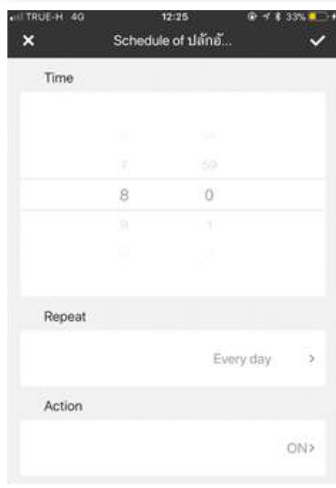 TRUE-H 4G 12:25 33%
Schedule of ปลั๊กอั...
Time
7 59
8 0
9 1
Repeat
Every day
Action
ON